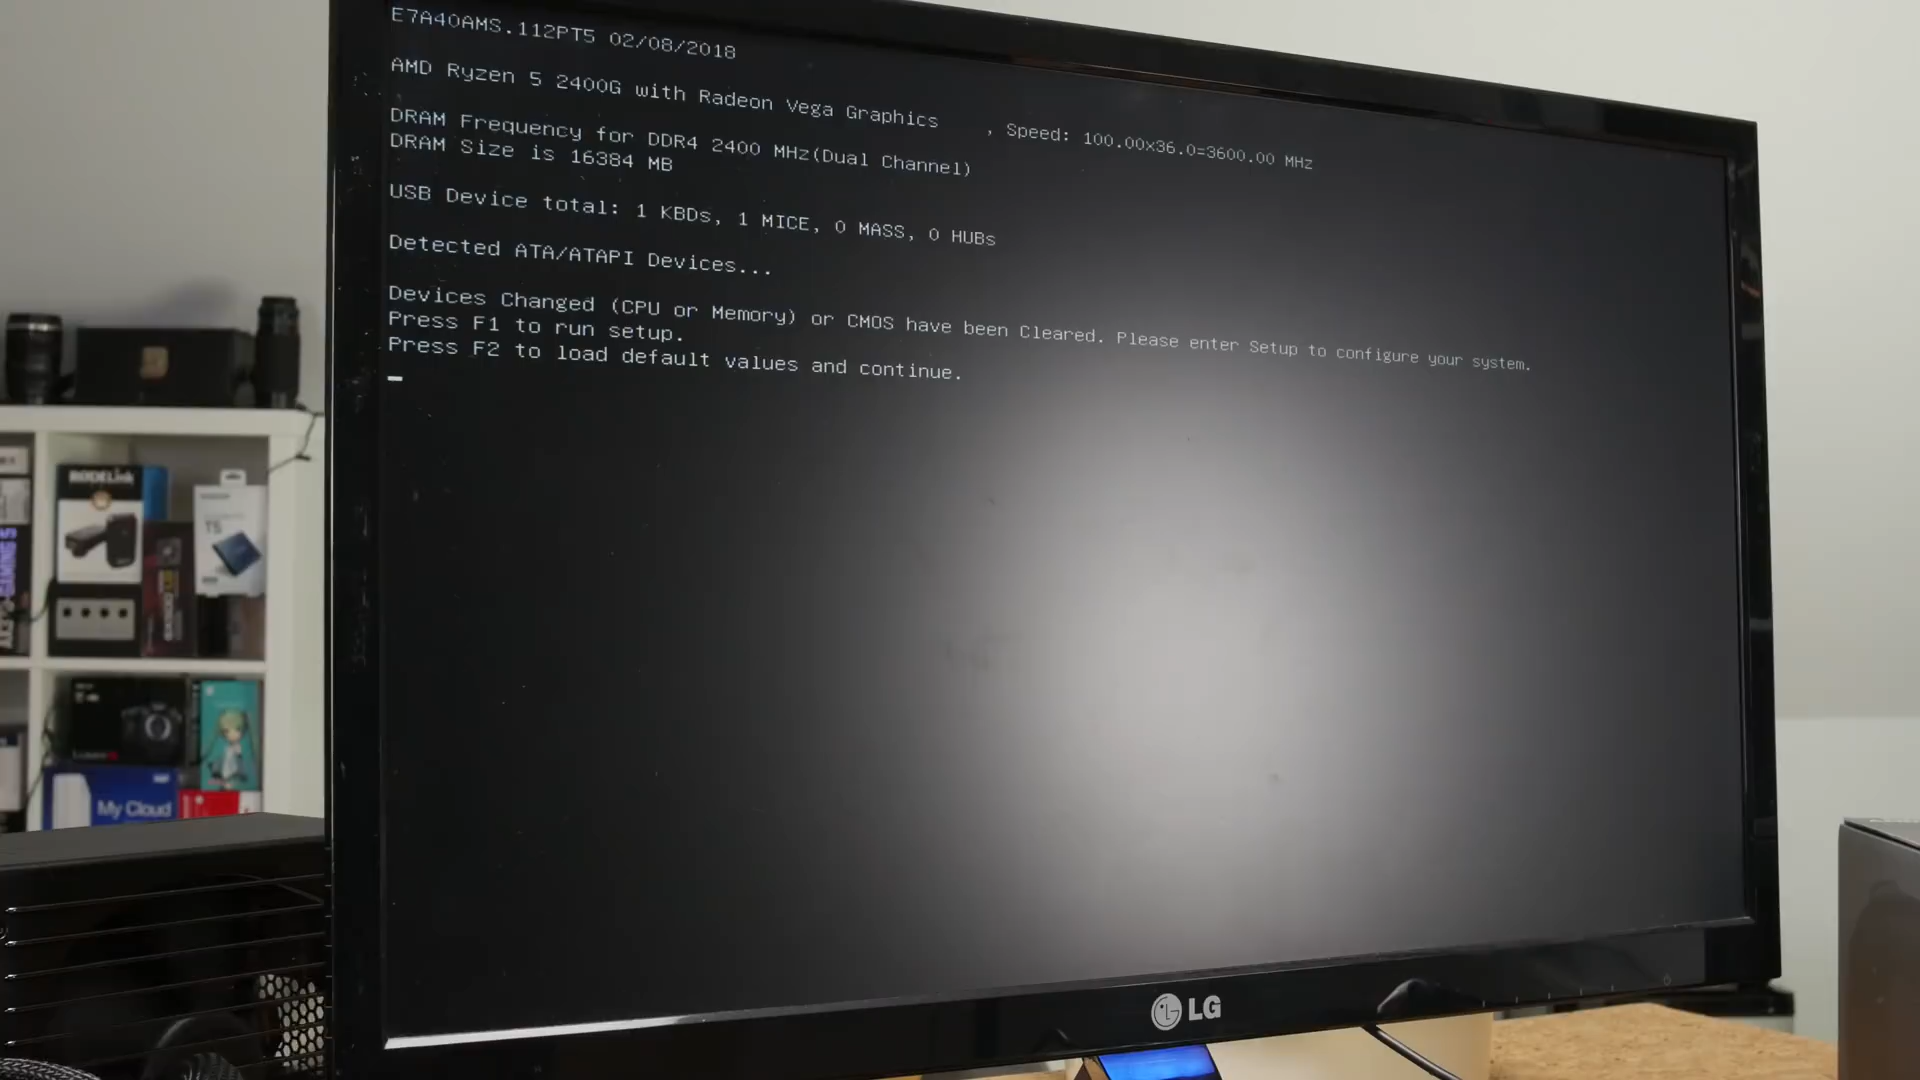 E7A40AMS.112PT5 02/08/2018
AMD Ryzen 5 2400G with Radeon Vega Graphics , Speed: 100.00x36.0=3600.00 MHz
DRAM Frequency for DDR4 2400 MHz(Dual Channel)
DRAM Size is 16384 MB
USB Device total: 1 KBDs, 1 MICE, 0 MASS, 0 HUBs
Detected ATA/ATAPI Devices...
Devices Changed (CPU or Memory) or CMOS have been Cleared. Please enter Setup to configure your system.
Press F1 to run setup.
Press F2 to load default values and continue.
RODELink
T5
GAMING 5
My Cloud
LG